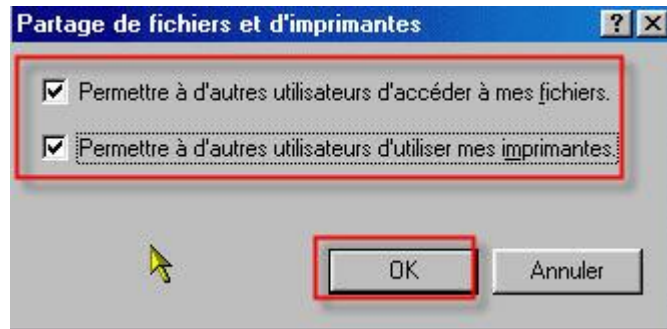 Partage de fichiers et d'imprimantes
Permettre à d'autres utilisateurs d'accéder à mes fichiers.
Permettre à d'autres utilisateurs d'utiliser mes imprimantes.
OK Annuler